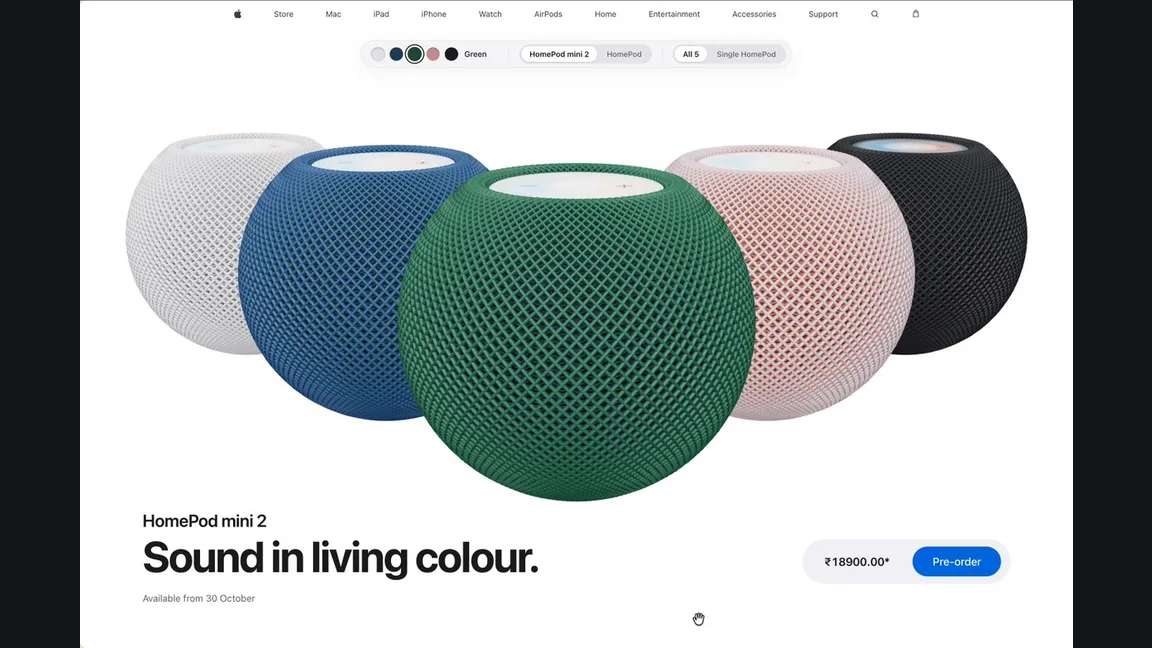 Store Mac iPad iPhone Watch AirPods Home Entertainment Accessories Support
Green HomePod mini 2 HomePod All 5 Single HomePod
HomePod mini 2
Sound in living colour.
₹18900.00* Pre-order
Available from 30 October